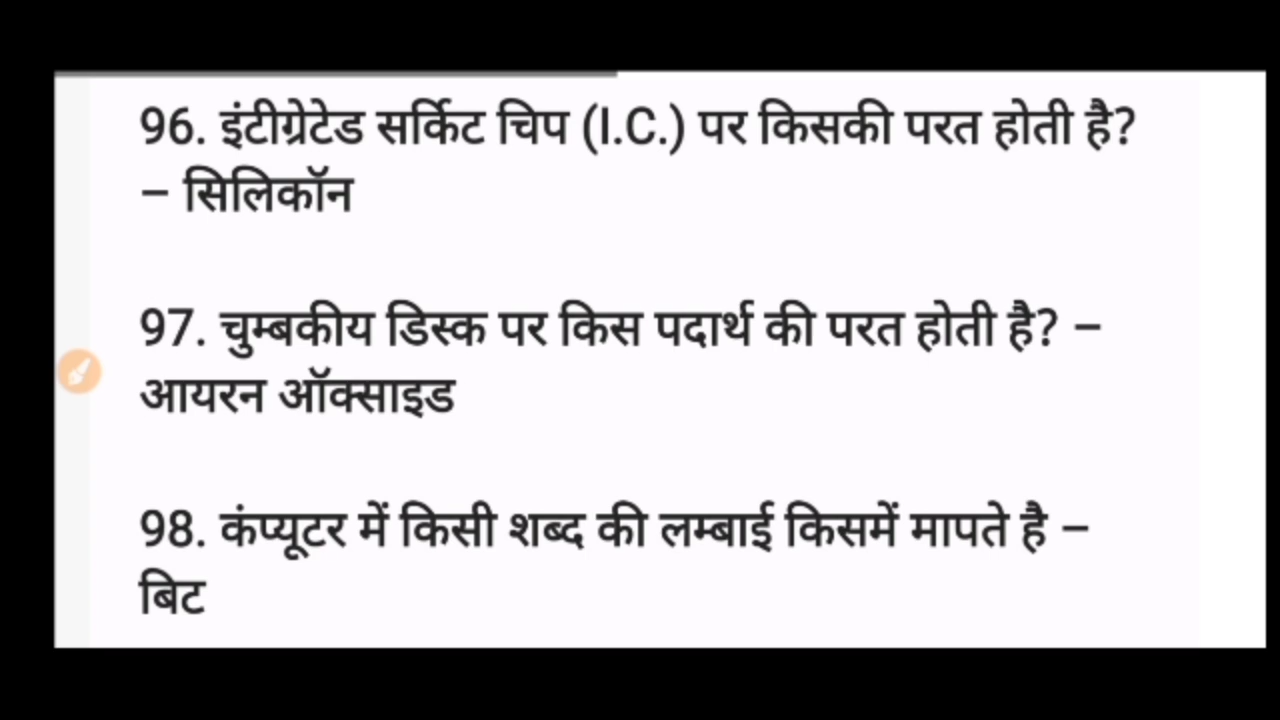 96. इंटीग्रेटेड सर्किट चिप (I.C.) पर किसकी परत होती है?
– सिलिकॉन
97. चुम्बकीय डिस्क पर किस पदार्थ की परत होती है? –
आयरन ऑक्साइड
98. कंप्यूटर में किसी शब्द की लम्बाई किसमें मापते है –
बिट